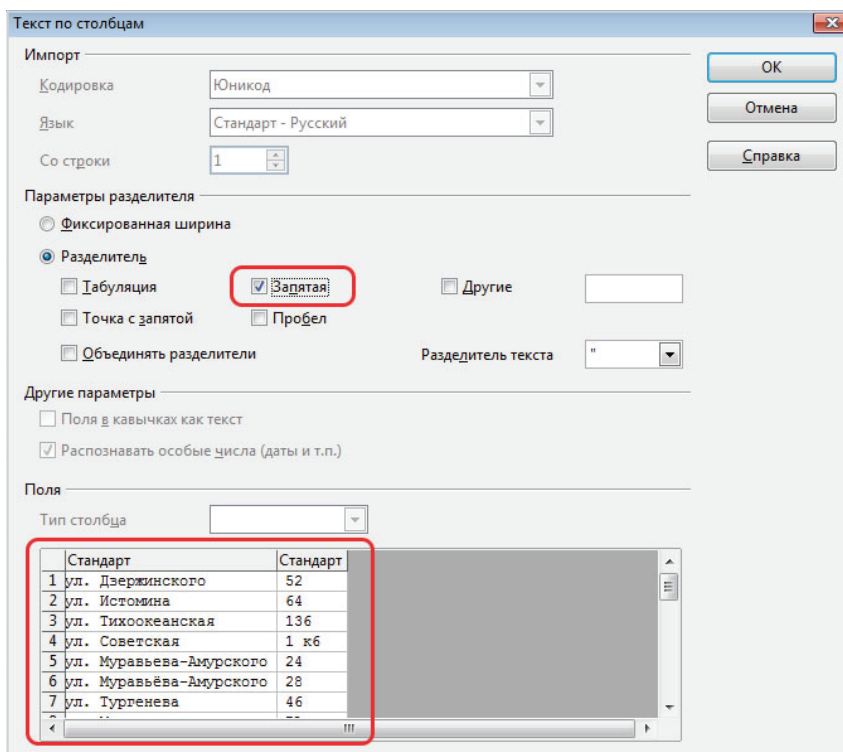 Текст по столбцам
Импорт
Кодировка Юникод
Язык Стандарт - Русский
Со строки 1
ОК
Отмена
Справка
Параметры разделителя
Фиксированная ширина
Разделитель
Табуляция Запятая Другие
Точка с запятой Пробел
Объединять разделители Разделитель текста "
Другие параметры
Поля в кавычках как текст
Распознавать особые числа (даты и т.п.)
Поля
Тип столбца
Стандарт Стандарт
1 ул. Дзержинского 52
2 ул. Истомина 64
3 ул. Тихоокеанская 136
4 ул. Советская 1 к6
5 ул. Муравьева-Амурского 24
6 ул. Муравьёва-Амурского 28
7 ул. Тургенева 46